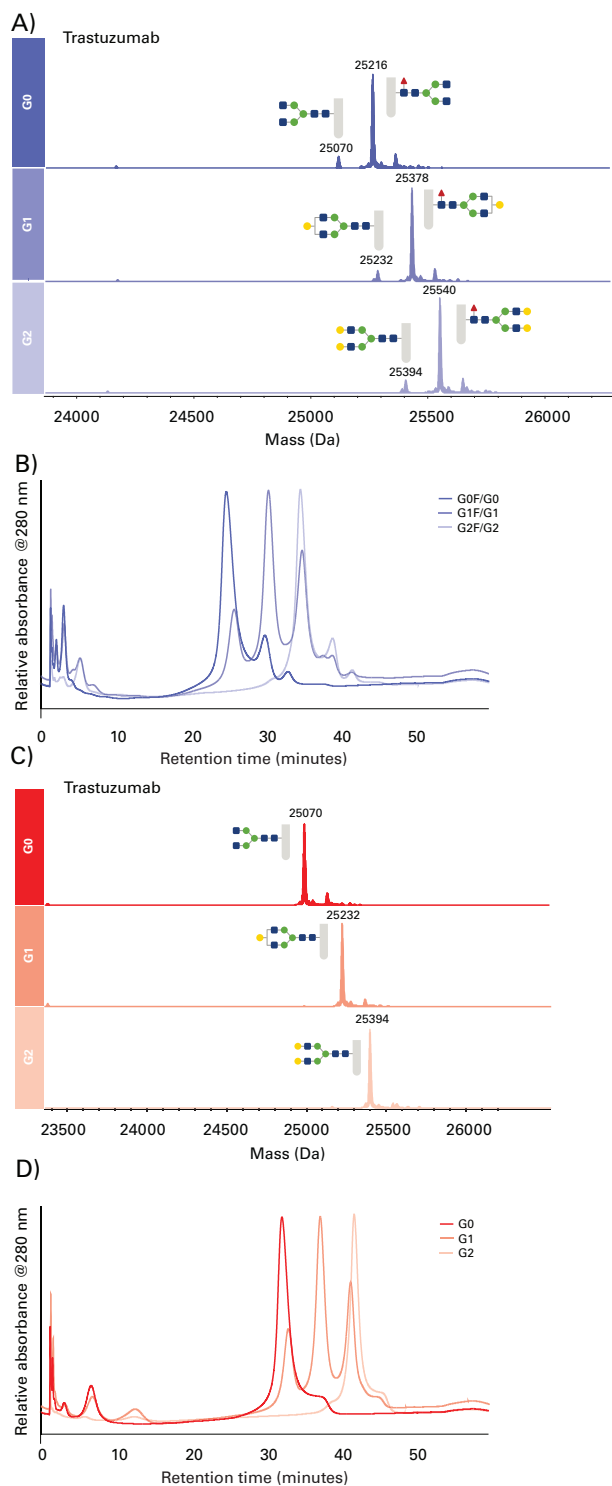 A)
Trastuzumab
G0
25216
25070
G1
25378
25232
G2
25540
25394
24000 24500 25000 25500 26000
Mass (Da)
B)
Relative absorbance @280 nm
G0F/G0
G1F/G1
G2F/G2
0 10 20 30 40 50
Retention time (minutes)
C)
Trastuzumab
G0
25070
G1
25232
G2
25394
23500 24000 24500 25000 25500 26000
Mass (Da)
D)
Relative absorbance @280 nm
G0
G1
G2
0 10 20 30 40 50
Retention time (minutes)